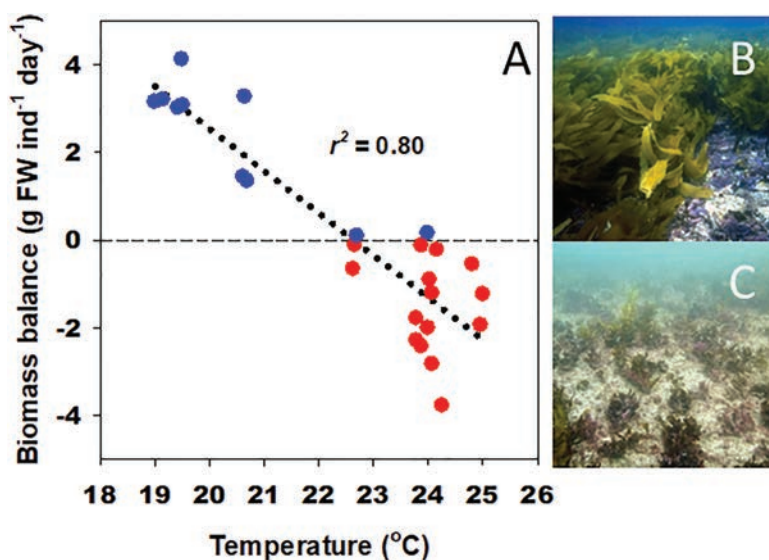 A
B
4
2
0
-2
-4
r² = 0.80
Biomass balance (g FW ind⁻¹ day⁻¹)
C
18 19 20 21 22 23 24 25 26
Temperature (°C)